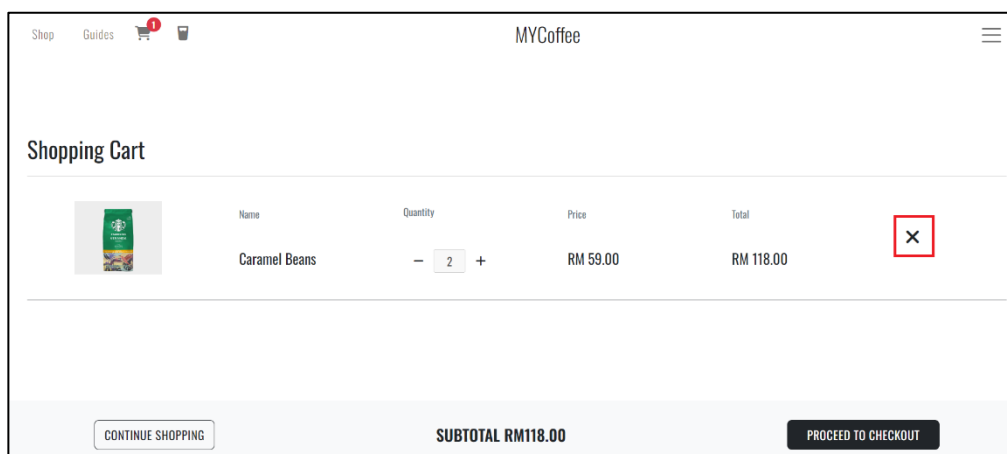 Shop Guides 1 MYCoffee
Shopping Cart
Name Quantity Price Total
Caramel Beans − 2 + RM 59.00 RM 118.00 ×
CONTINUE SHOPPING SUBTOTAL RM118.00 PROCEED TO CHECKOUT